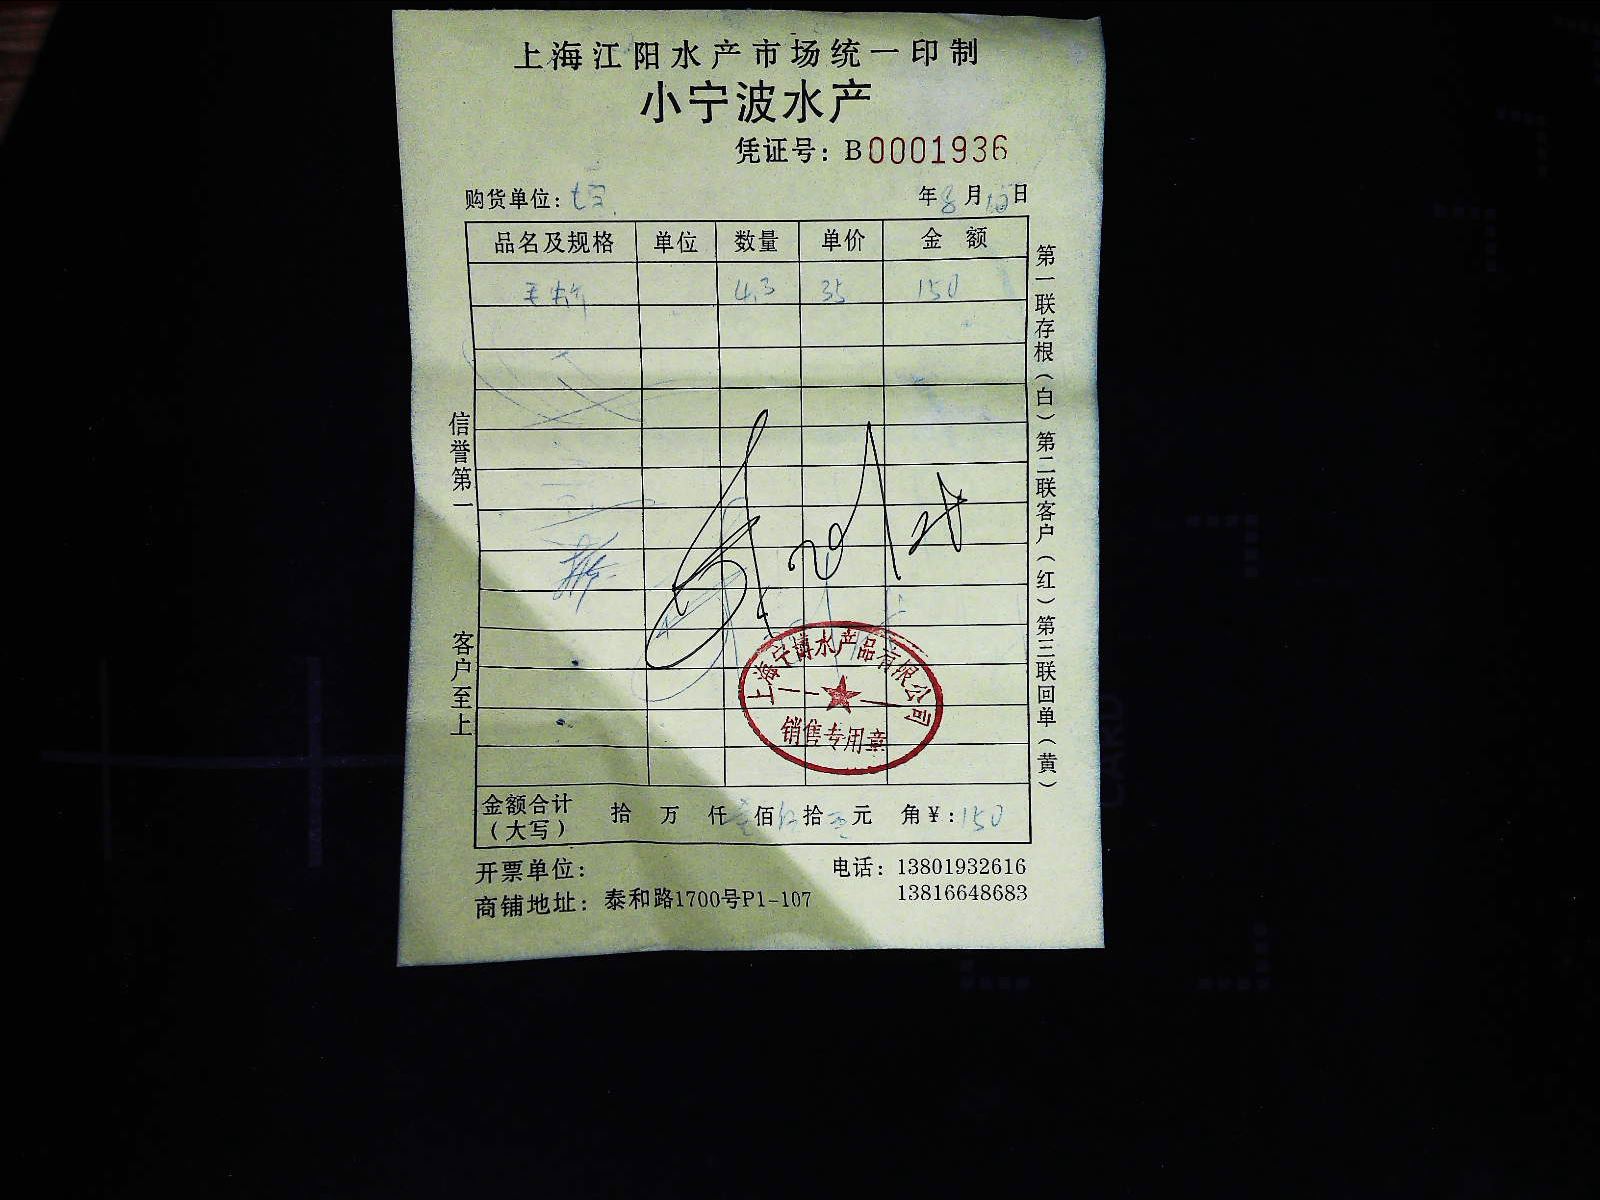 上海江阳水产市场统一印制
小宁波水产
凭证号：B0001936
购货单位：
年8月 日
品名及规格 单位 数量 单价 金额
4.3 35 150
信誉第一
客户至上
第一联存根（白）第二联客户（红）第三联回单（黄）
上海宁博水产品有限公司
销售专用章
金额合计（大写） 拾 万 仟 壹佰 伍拾 元 角￥：150
开票单位： 电话：13801932616
13816648683
商铺地址：泰和路1700号P1-107
CARD